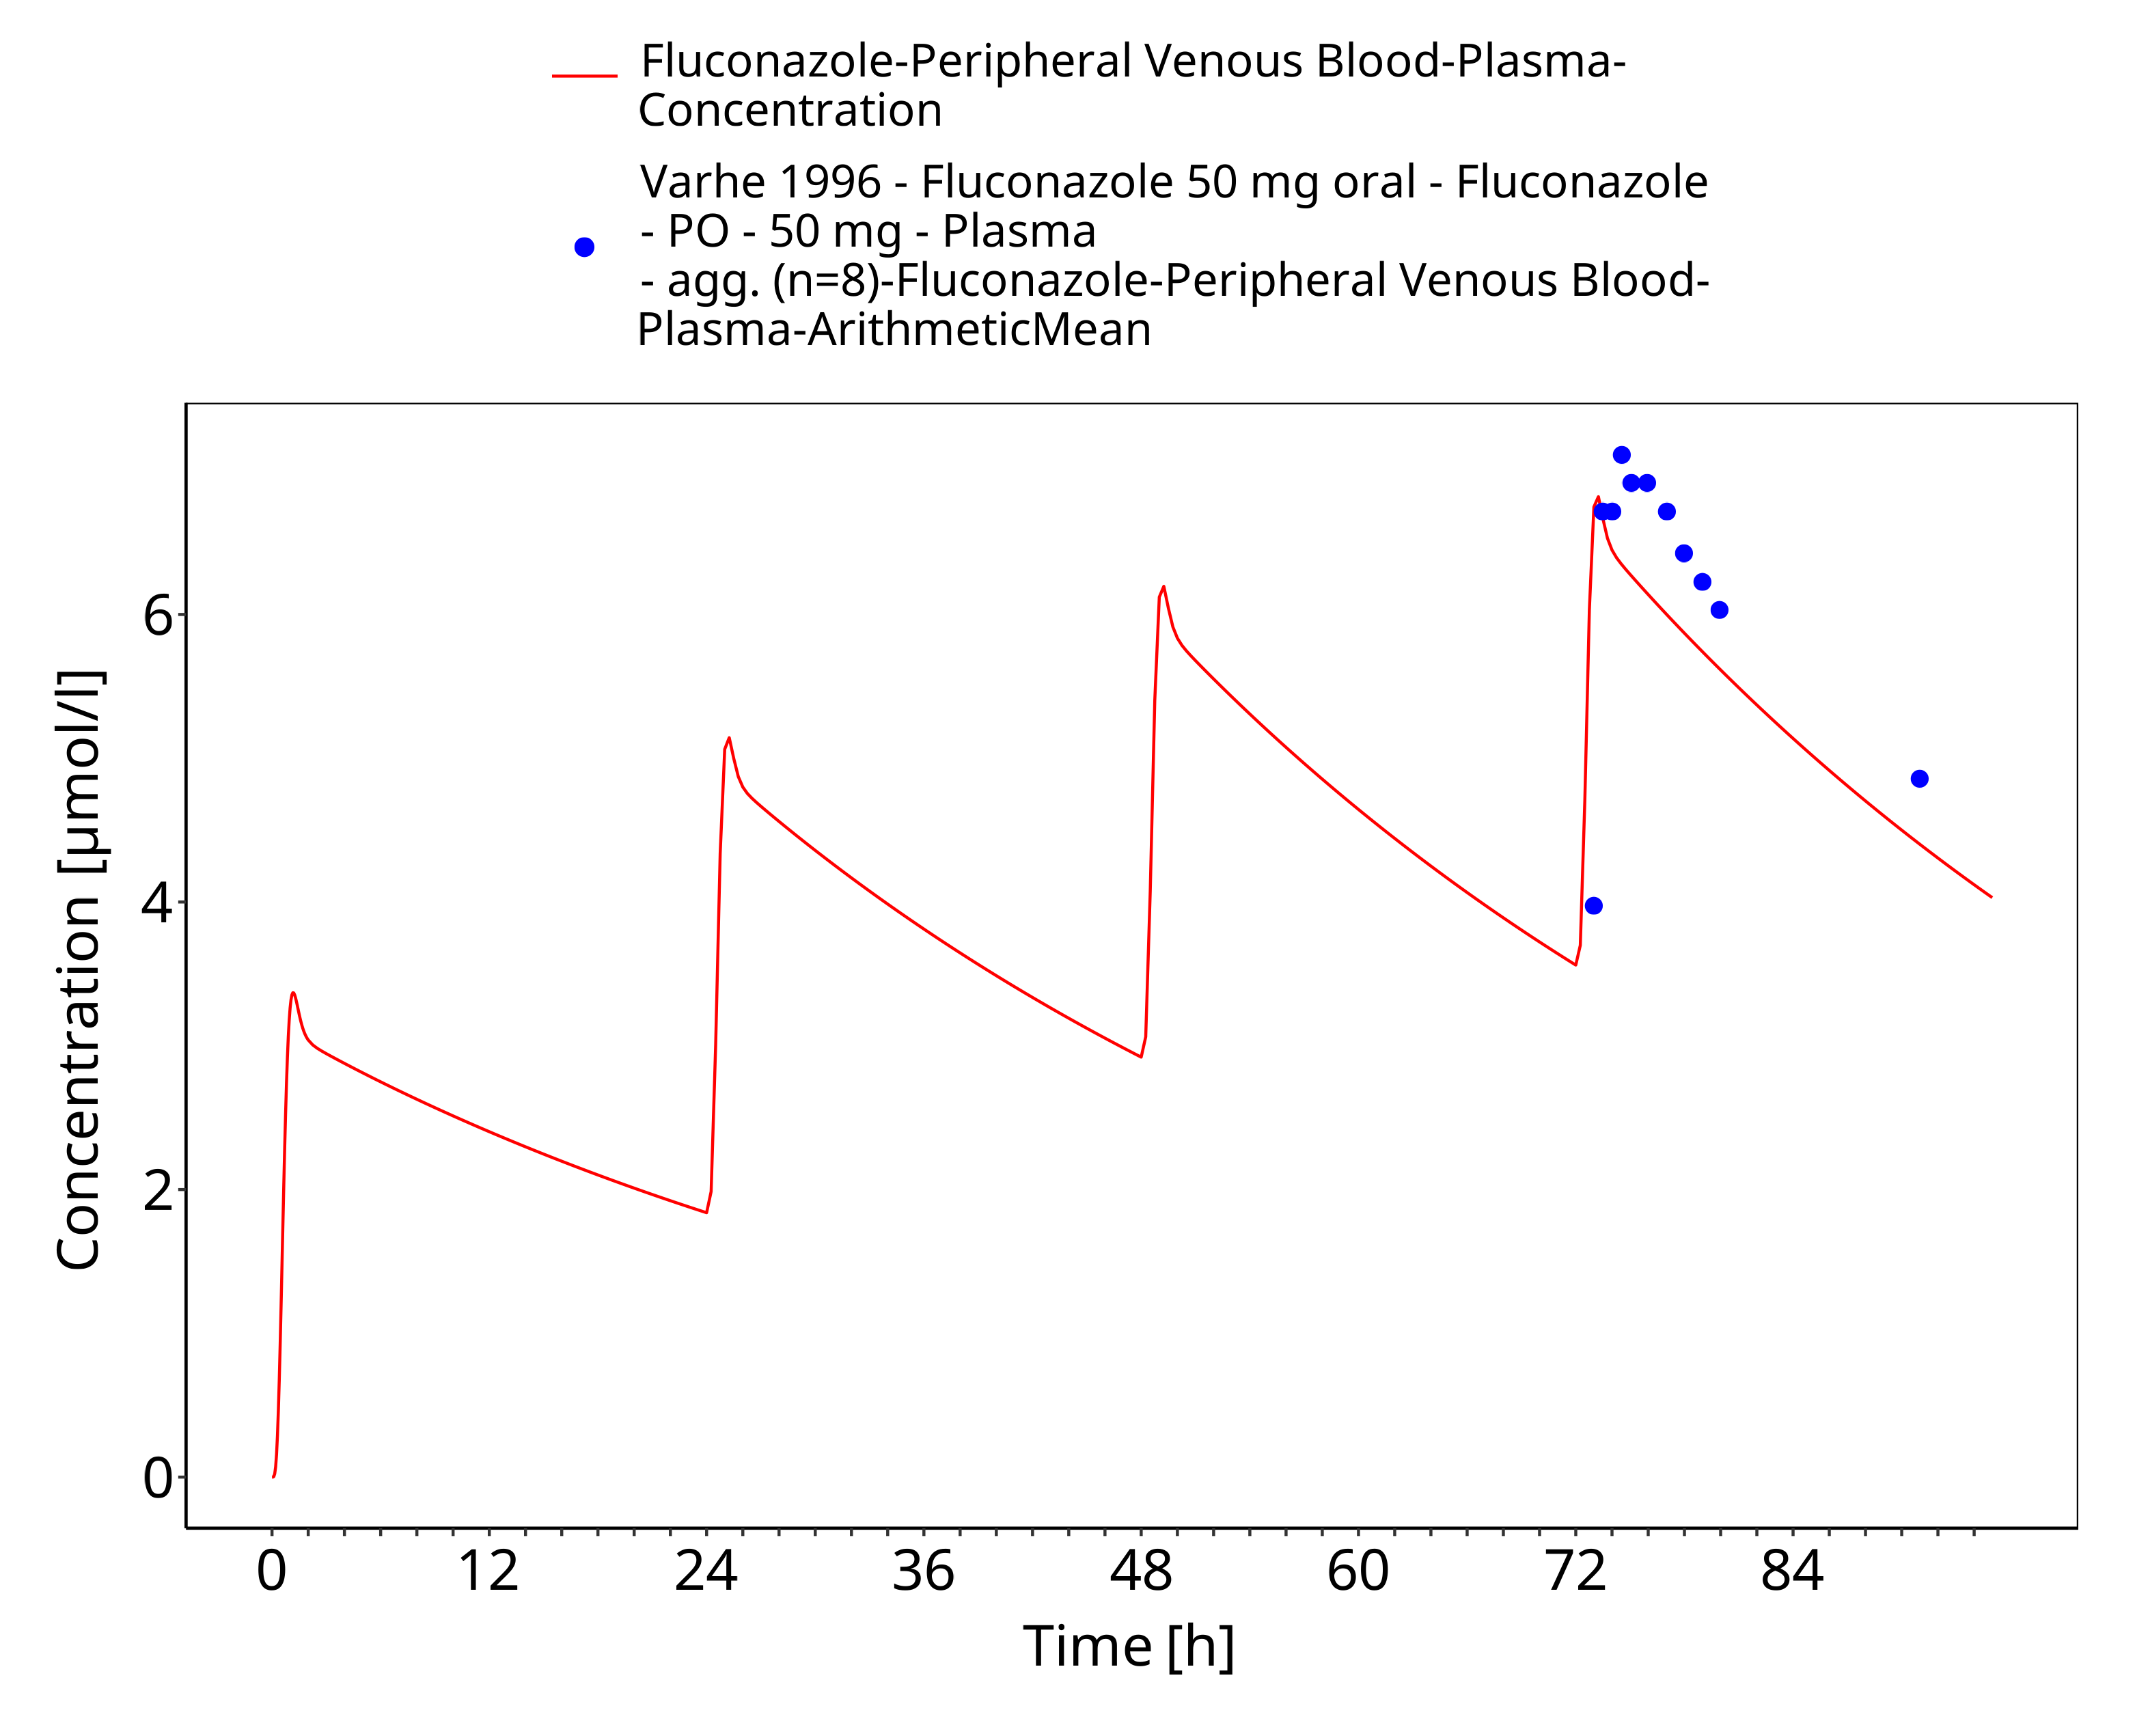 Fluconazole-Peripheral Venous Blood-Plasma-
Concentration
Varhe 1996 - Fluconazole 50 mg oral - Fluconazole
- PO - 50 mg - Plasma
- agg. (n=8)-Fluconazole-Peripheral Venous Blood-
Plasma-ArithmeticMean
Concentration [µmol/l]
6
4
2
0
0 12 24 36 48 60 72 84
Time [h]